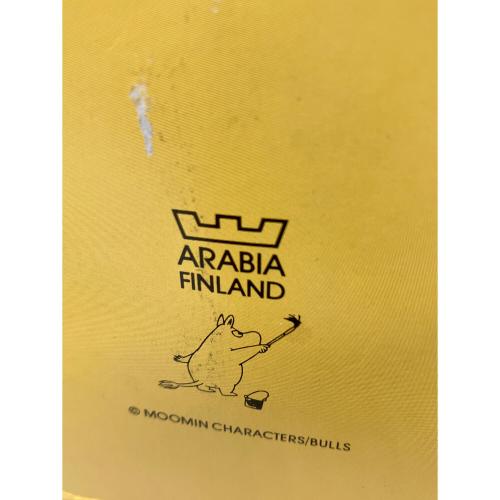 ARABIA
FINLAND
© MOOMIN CHARACTERS/BULLS